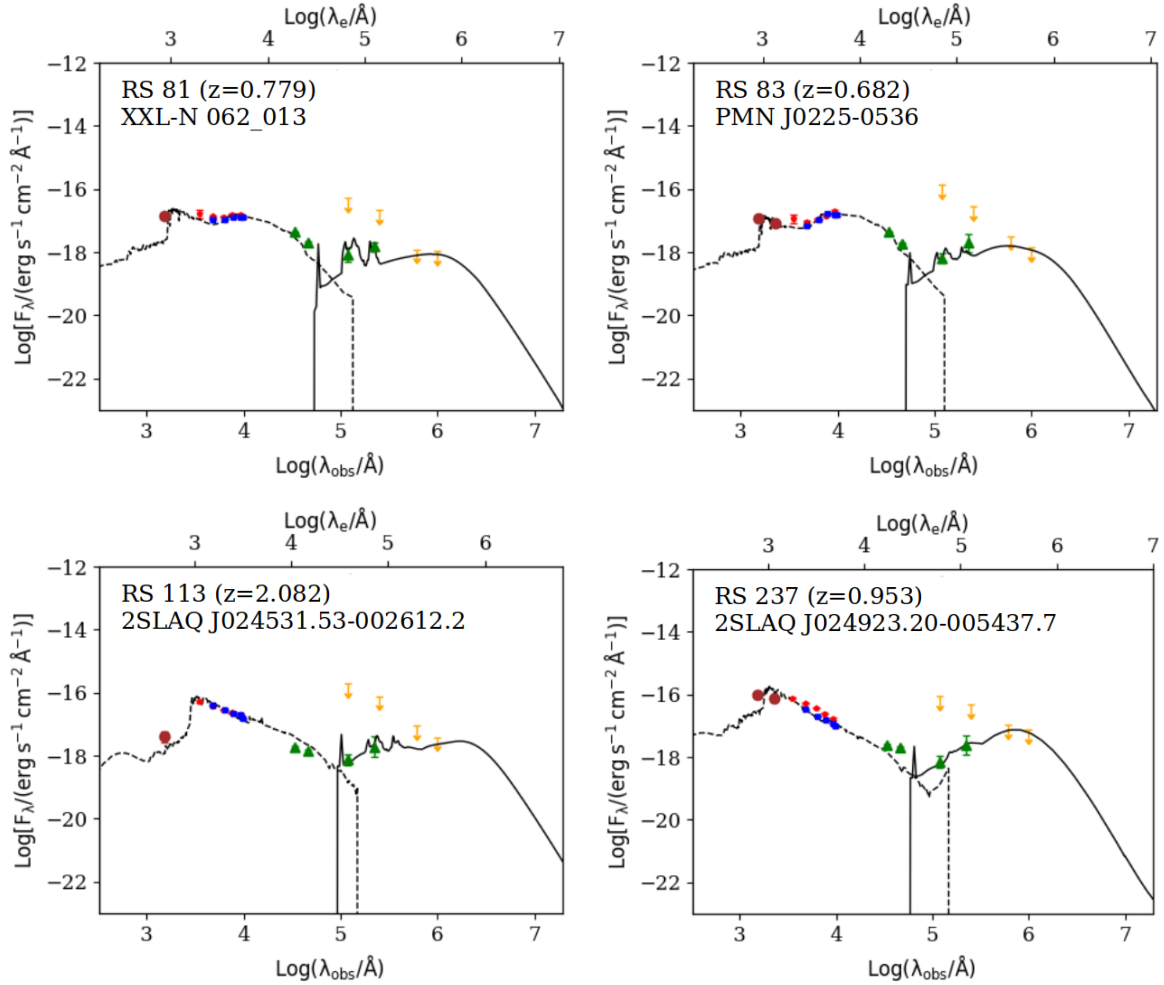 Log(λe/Å)
3 4 5 6 7
RS 81 (z=0.779)
XXL-N 062_013
−12
−14
−16
−18
−20
−22
Log[Fλ/(erg s⁻¹ cm⁻² Å⁻¹)]
3 4 5 6 7
Log(λobs/Å)
Log(λe/Å)
3 4 5 6 7
RS 83 (z=0.682)
PMN J0225-0536
−12
−14
−16
−18
−20
−22
Log[Fλ/(erg s⁻¹ cm⁻² Å⁻¹)]
3 4 5 6 7
Log(λobs/Å)
Log(λe/Å)
3 4 5 6
RS 113 (z=2.082)
2SLAQ J024531.53-002612.2
−12
−14
−16
−18
−20
−22
Log[Fλ/(erg s⁻¹ cm⁻² Å⁻¹)]
3 4 5 6 7
Log(λobs/Å)
Log(λe/Å)
3 4 5 6 7
RS 237 (z=0.953)
2SLAQ J024923.20-005437.7
−12
−14
−16
−18
−20
−22
Log[Fλ/(erg s⁻¹ cm⁻² Å⁻¹)]
3 4 5 6 7
Log(λobs/Å)